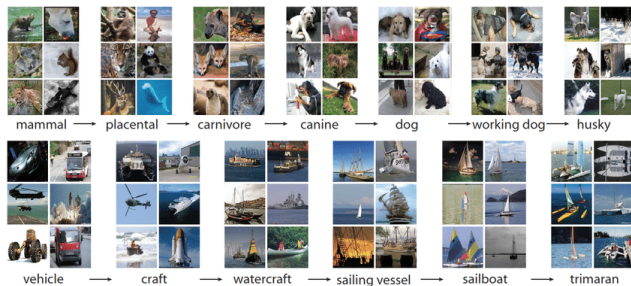 mammal placental carnivore canine dog working dog husky
vehicle craft watercraft sailing vessel sailboat trimaran